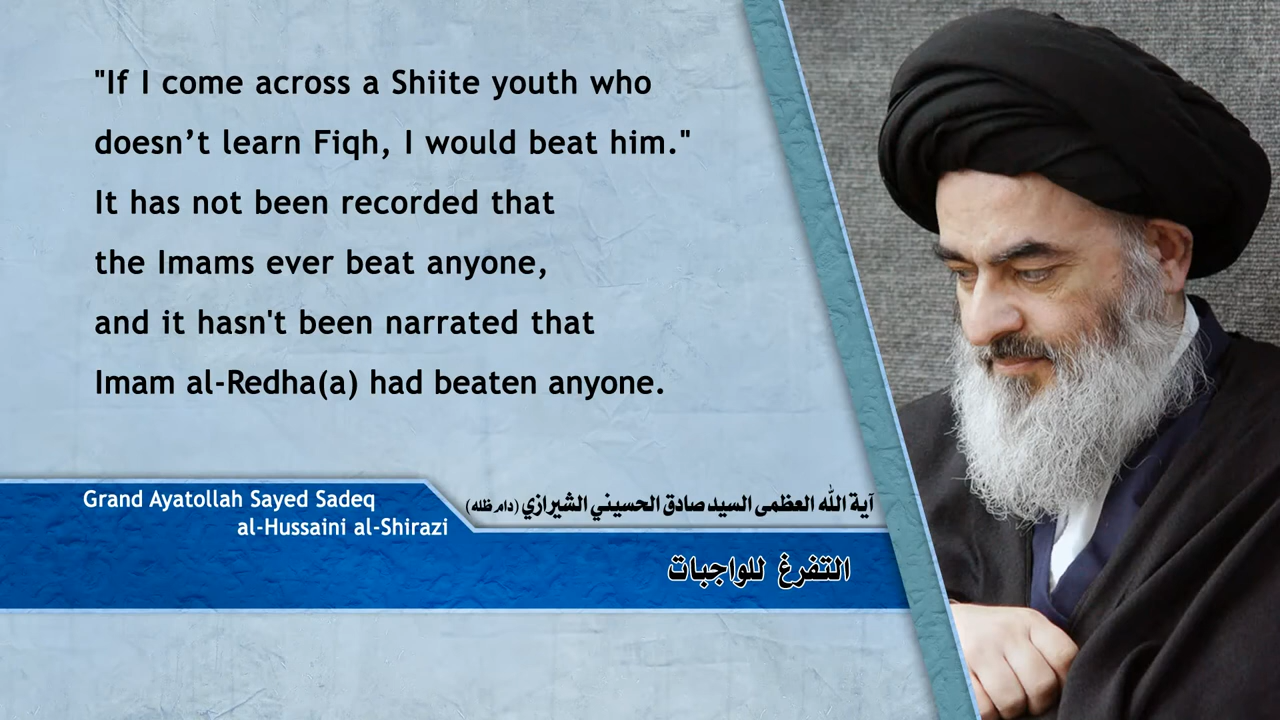 "If I come across a Shiite youth who
doesn’t learn Fiqh, I would beat him."
It has not been recorded that
the Imams ever beat anyone,
and it hasn't been narrated that
Imam al-Redha(a) had beaten anyone.
Grand Ayatollah Sayed Sadeq
al-Hussaini al-Shirazi
آية الله العظمى السيد صادق الحسيني الشيرازي (دام ظله)
التفرغ للواجبات